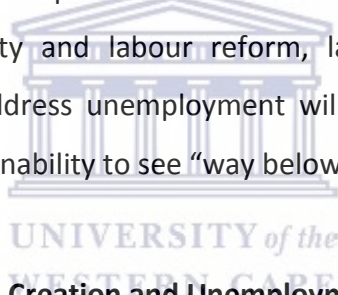 ty and labour reform, la
ddress unemployment wil
nability to see “way below
UNIVERSITY of the
WESTERN CAPE
Creation and Unemploym